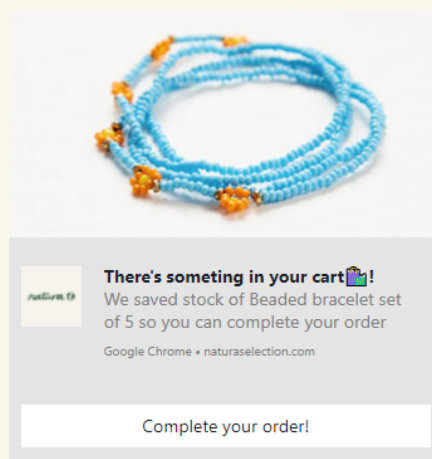 There's someting in your cart🛍️!
natura
We saved stock of Beaded bracelet set
of 5 so you can complete your order
Google Chrome • naturaselection.com
Complete your order!